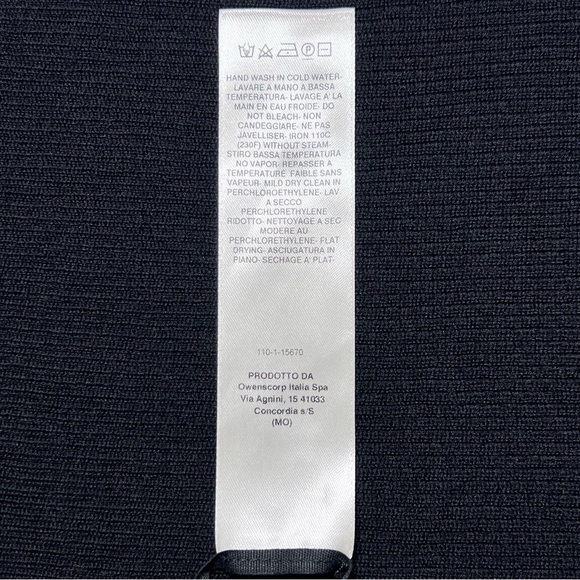 HAND WASH IN COLD WATER-
LAVARE A MANO A BASSA
TEMPERATURA- LAVAGE A' LA
MAIN EN EAU FROIDE- DO
NOT BLEACH- NON
CANDEGGIARE- NE PAS
JAVELLISER- IRON 110C
(230F) WITHOUT STEAM-
STIRO BASSA TEMPERATURA
NO VAPOR- REPASSAGE A'
TEMPERATURE FAIBLE SANS
VAPEUR- MILD DRY CLEAN IN
PERCHLOROETHYLENE- LAV.
A SECCO
PERCHLORETHYLENE
RIDOTTO- NETTOYAGE A SEC
MODERE AU
PERCHLORETHYLENE- FLAT
DRYING- ASCIUGATURA IN
PIANO- SECHAGE A' PLAT-
110-1-15670
PRODOTTO DA
Owenscorp Italia Spa
Via Agnini, 15 41033
Concordia s/S
(MO)